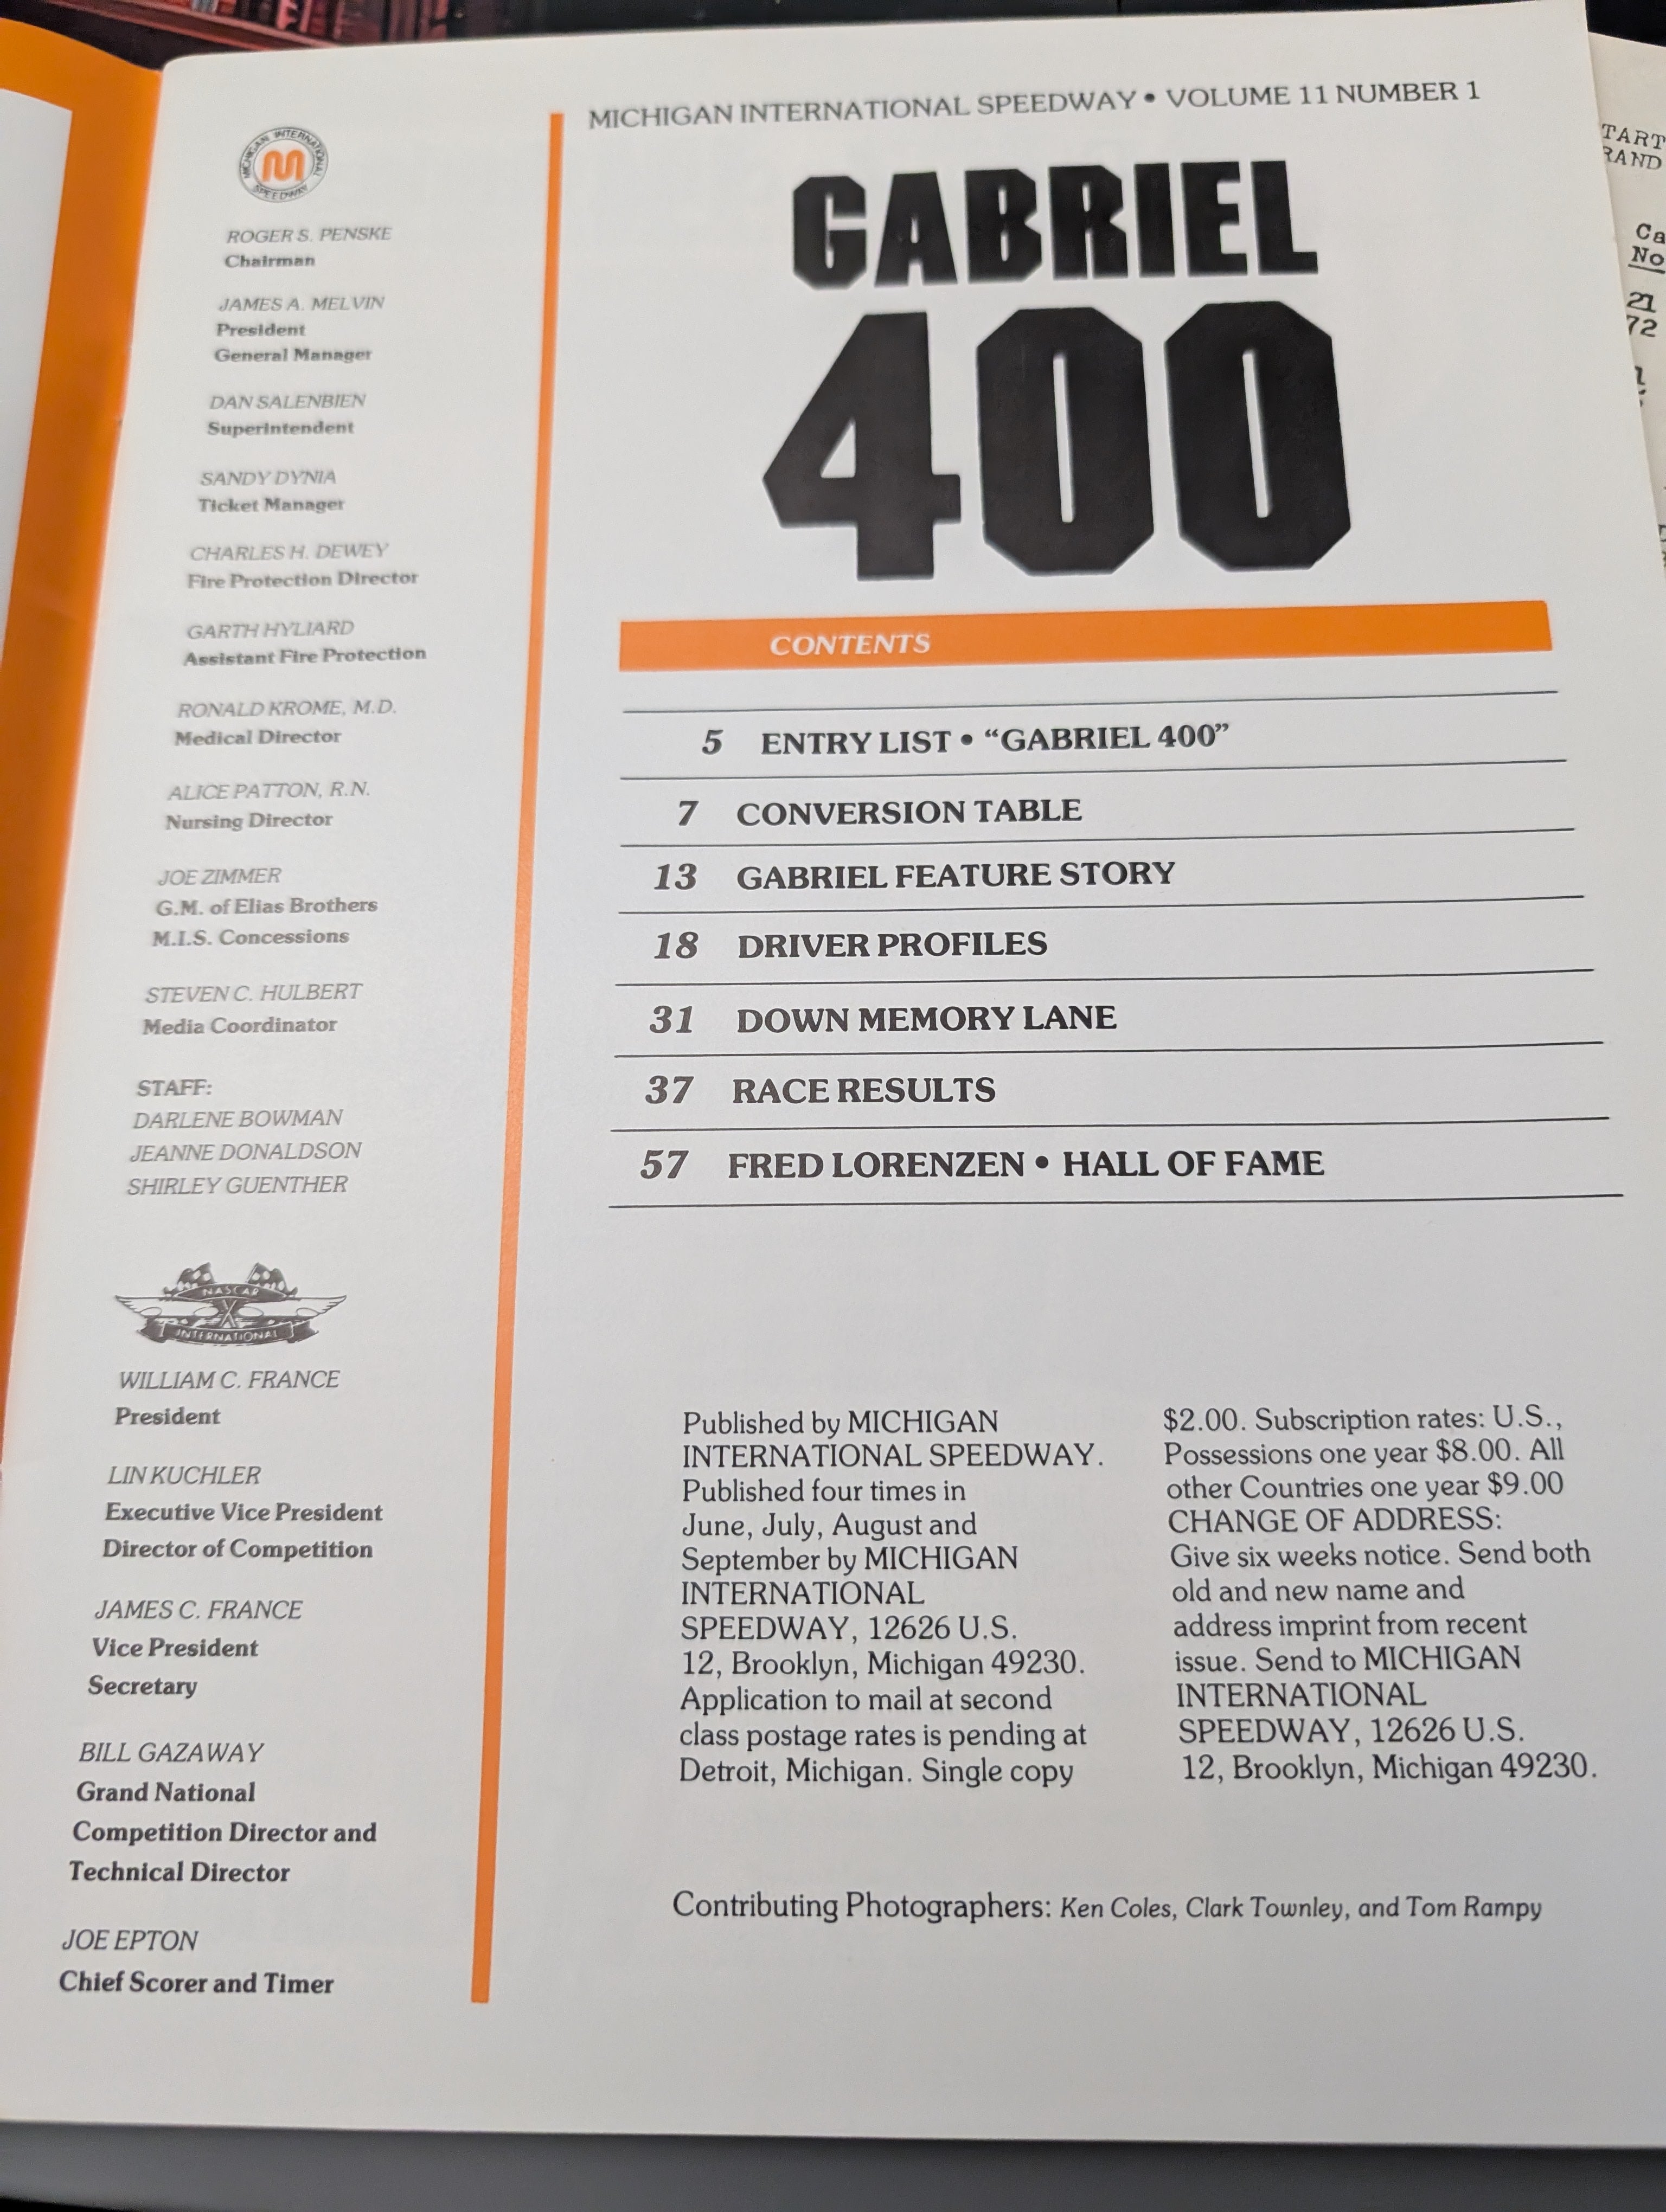 MICHIGAN INTERNATIONAL
M
SPEEDWAY
ROGER S. PENSKE
Chairman
JAMES A. MELVIN
President
General Manager
DAN SALENBIEN
Superintendent
SANDY DYNIA
Ticket Manager
CHARLES H. DEWEY
Fire Protection Director
GARTH HYLIARD
Assistant Fire Protection
RONALD KROME, M.D.
Medical Director
ALICE PATTON, R.N.
Nursing Director
JOE ZIMMER
G.M. of Elias Brothers
M.I.S. Concessions
STEVEN C. HULBERT
Media Coordinator
STAFF:
DARLENE BOWMAN
JEANNE DONALDSON
SHIRLEY GUENTHER
NASCAR
INTERNATIONAL
WILLIAM C. FRANCE
President
LIN KUCHLER
Executive Vice President
Director of Competition
JAMES C. FRANCE
Vice President
Secretary
BILL GAZAWAY
Grand National
Competition Director and
Technical Director
JOE EPTON
Chief Scorer and Timer
MICHIGAN INTERNATIONAL SPEEDWAY • VOLUME 11 NUMBER 1
GABRIEL
400
CONTENTS
5 ENTRY LIST • “GABRIEL 400”
7 CONVERSION TABLE
13 GABRIEL FEATURE STORY
18 DRIVER PROFILES
31 DOWN MEMORY LANE
37 RACE RESULTS
57 FRED LORENZEN • HALL OF FAME
Published by MICHIGAN
INTERNATIONAL SPEEDWAY.
Published four times in
June, July, August and
September by MICHIGAN
INTERNATIONAL
SPEEDWAY, 12626 U.S.
12, Brooklyn, Michigan 49230.
Application to mail at second
class postage rates is pending at
Detroit, Michigan. Single copy
$2.00. Subscription rates: U.S.,
Possessions one year $8.00. All
other Countries one year $9.00
CHANGE OF ADDRESS:
Give six weeks notice. Send both
old and new name and
address imprint from recent
issue. Send to MICHIGAN
INTERNATIONAL
SPEEDWAY, 12626 U.S.
12, Brooklyn, Michigan 49230.
Contributing Photographers: Ken Coles, Clark Townley, and Tom Rampy
TART
RAND
Ca
No
21
72